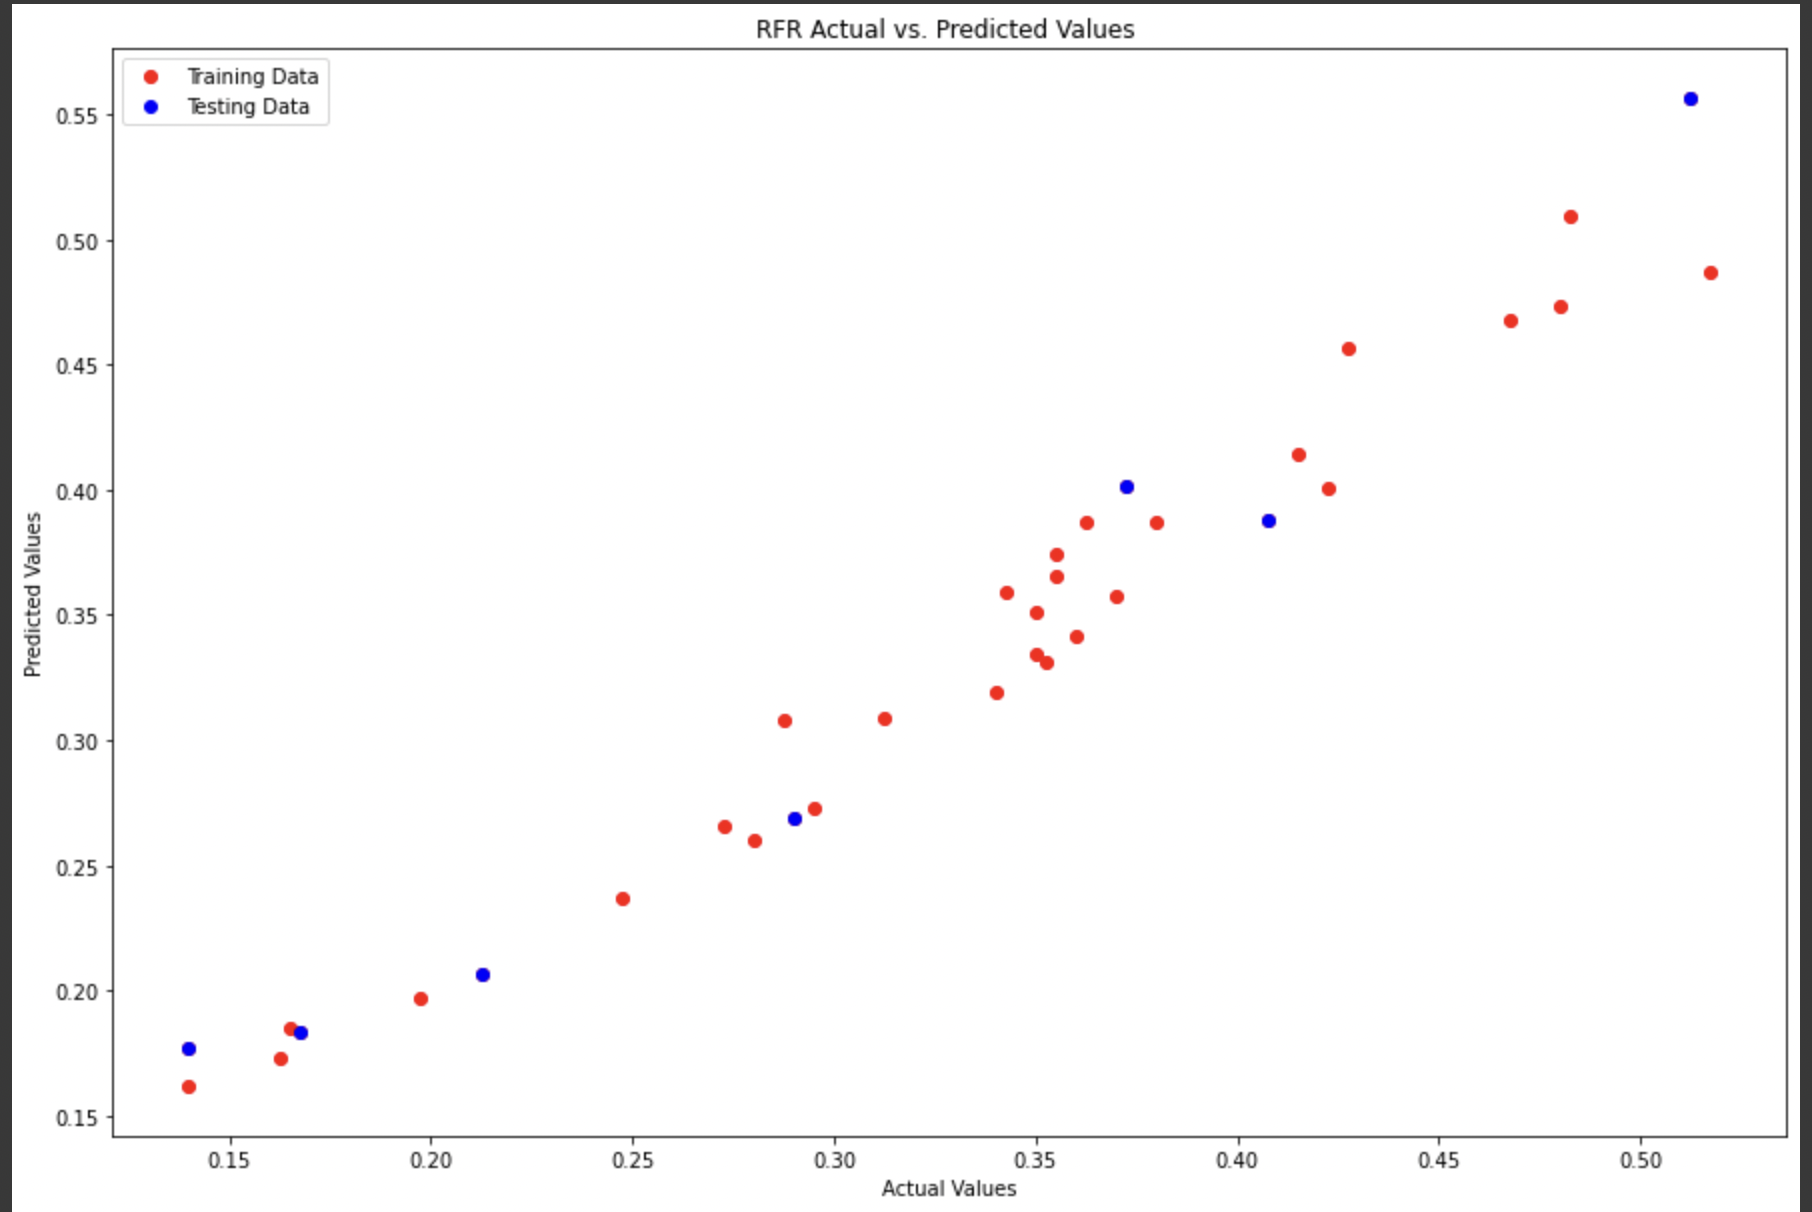 RFR Actual vs. Predicted Values
Training Data
Testing Data
0.55
0.50
0.45
0.40
0.35
0.30
0.25
0.20
0.15
Predicted Values
0.15 0.20 0.25 0.30 0.35 0.40 0.45 0.50
Actual Values